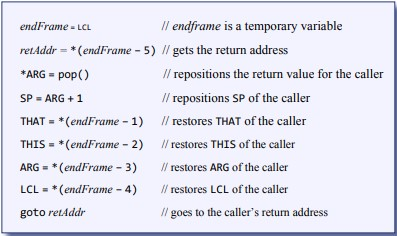 endFrame = LCL // endframe is a temporary variable
retAddr = *(endFrame – 5) // gets the return address
*ARG = pop() // repositions the return value for the caller
SP = ARG + 1 // repositions SP of the caller
THAT = *(endFrame – 1) // restores THAT of the caller
THIS = *(endFrame – 2) // restores THIS of the caller
ARG = *(endFrame – 3) // restores ARG of the caller
LCL = *(endFrame – 4) // restores LCL of the caller
goto retAddr // goes to the caller's return address